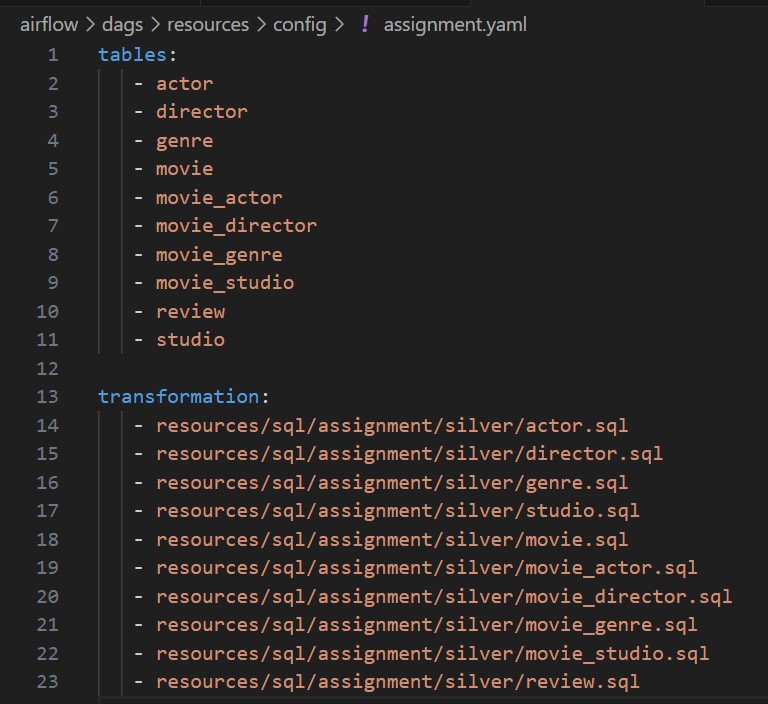 airflow > dags > resources > config > ! assignment.yaml
1 tables:
2 - actor
3 - director
4 - genre
5 - movie
6 - movie_actor
7 - movie_director
8 - movie_genre
9 - movie_studio
10 - review
11 - studio
12
13 transformation:
14 - resources/sql/assignment/silver/actor.sql
15 - resources/sql/assignment/silver/director.sql
16 - resources/sql/assignment/silver/genre.sql
17 - resources/sql/assignment/silver/studio.sql
18 - resources/sql/assignment/silver/movie.sql
19 - resources/sql/assignment/silver/movie_actor.sql
20 - resources/sql/assignment/silver/movie_director.sql
21 - resources/sql/assignment/silver/movie_genre.sql
22 - resources/sql/assignment/silver/movie_studio.sql
23 - resources/sql/assignment/silver/review.sql